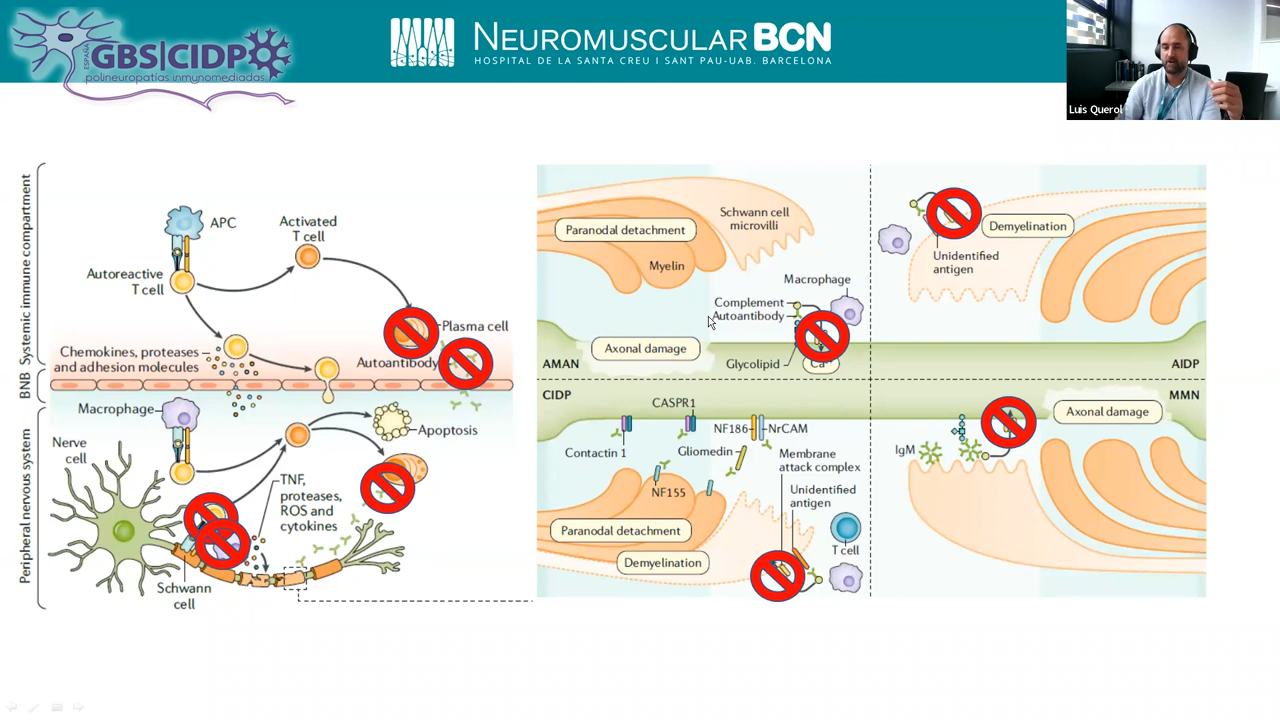 ESPAÑA
GBS|CIDP
polineuropatías inmunomediadas
NEUROMUSCULAR BCN
HOSPITAL DE LA SANTA CREU I SANT PAU-UAB. BARCELONA
Luis Querol
Systemic immune compartment
BNB
Peripheral nervous system
APC
Activated
T cell
Autoreactive
T cell
Plasma cell
Chemokines, proteases
and adhesion molecules
Autoantibody
Macrophage
Apoptosis
Nerve
cell
TNF,
proteases,
ROS and
cytokines
Schwann
cell
Paranodal detachment
Schwann cell
microvilli
Myelin
Macrophage
Complement
Autoantibody
Axonal damage
Glycolipid
Ca
AMAN
Demyelination
Unidentified
antigen
AIDP
CIDP
CASPR1
NF186
NrCAM
Contactin 1
Gliomedin
Membrane
attack complex
NF155
Unidentified
antigen
Paranodal detachment
T cell
Demyelination
MMN
Axonal damage
IgM